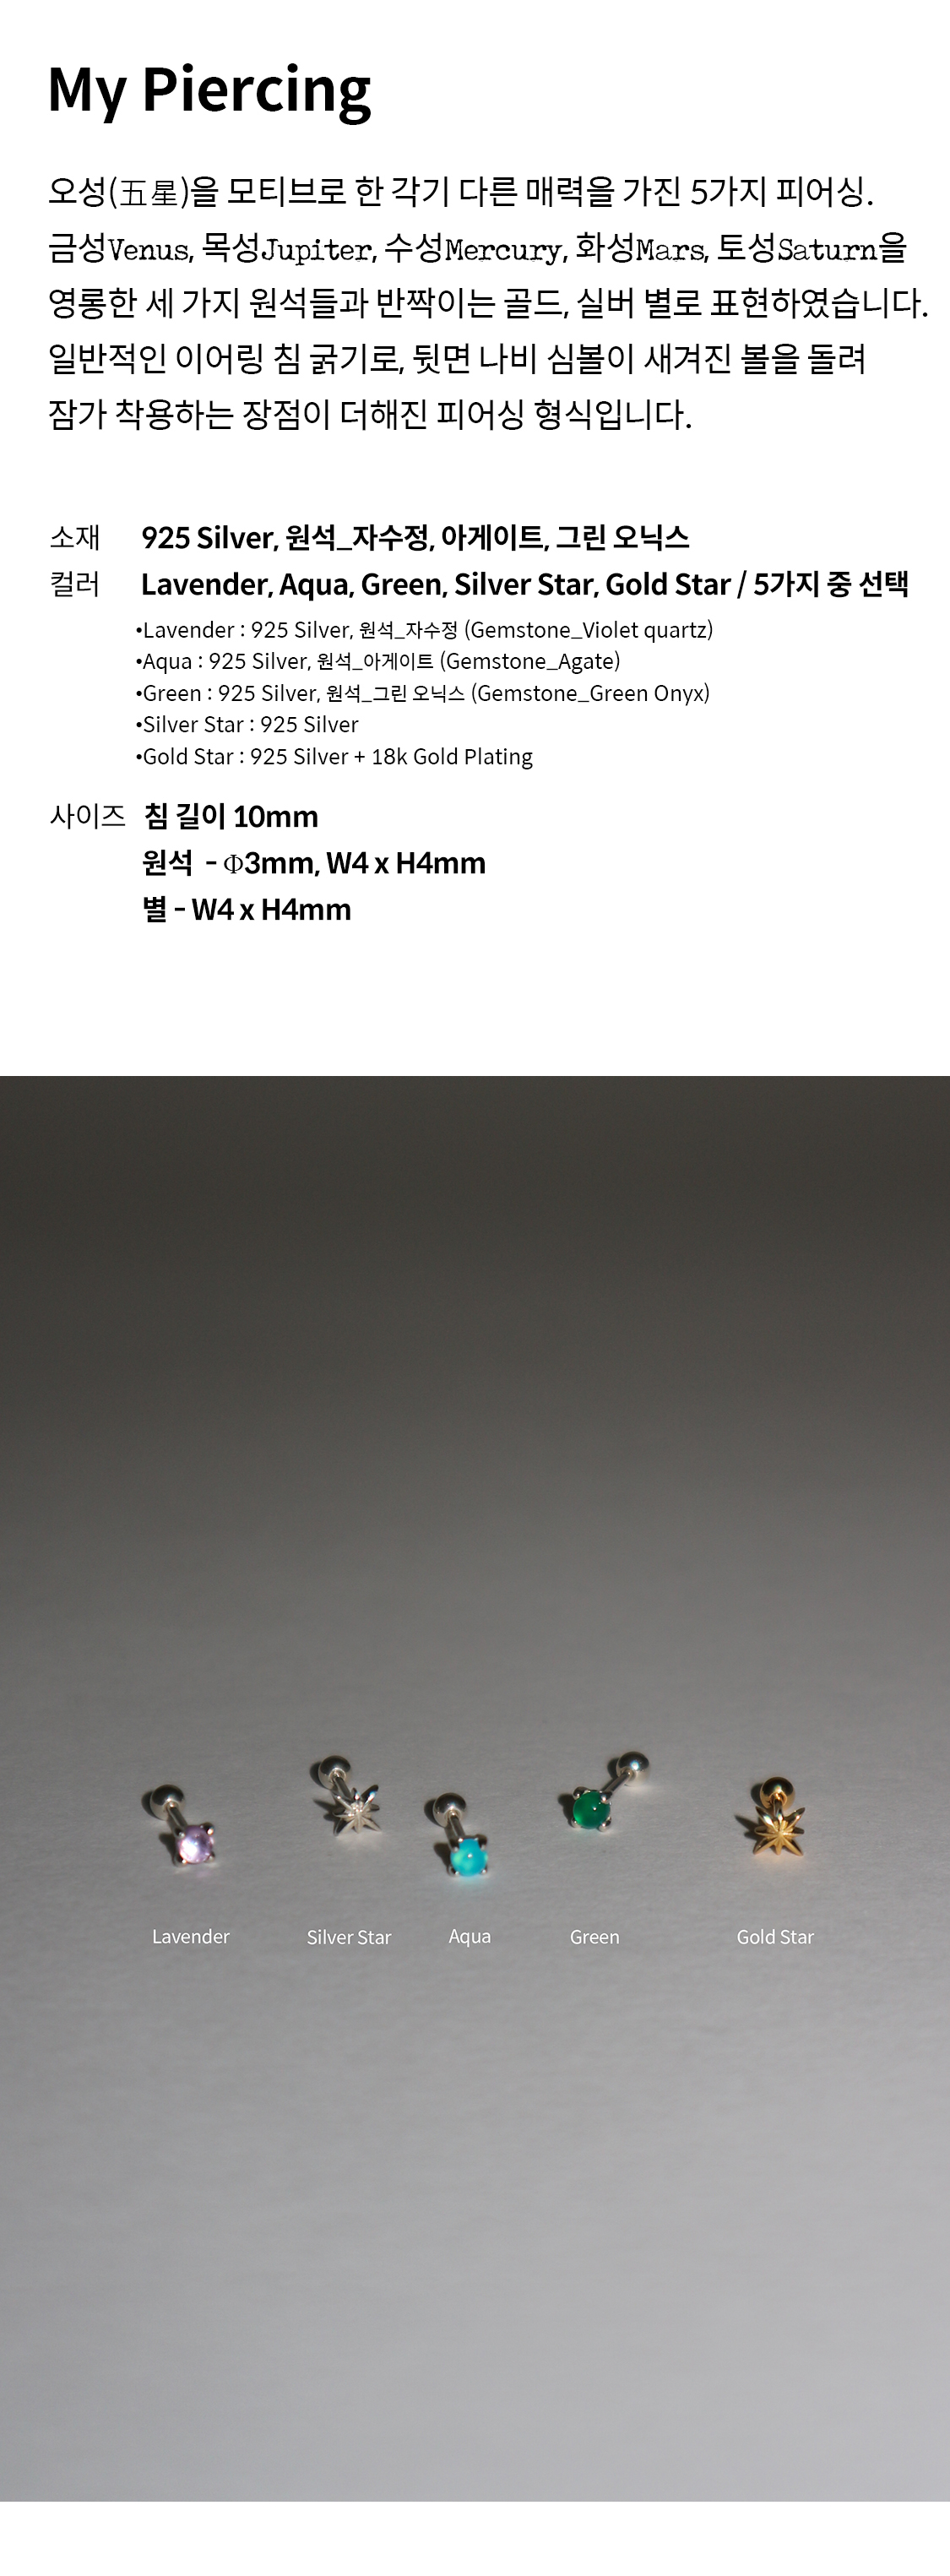 My Piercing
오성(五星)을 모티브로 한 각기 다른 매력을 가진 5가지 피어싱.
금성Venus, 목성Jupiter, 수성Mercury, 화성Mars, 토성Saturn을
영롱한 세 가지 원석들과 반짝이는 골드, 실버 별로 표현하였습니다.
일반적인 이어링 침 굵기로, 뒷면 나비 심볼이 새겨진 볼을 돌려
잠가 착용하는 장점이 더해진 피어싱 형식입니다.
소재 925 Silver, 원석_자수정, 아게이트, 그린 오닉스
컬러 Lavender, Aqua, Green, Silver Star, Gold Star / 5가지 중 선택
•Lavender : 925 Silver, 원석_자수정 (Gemstone_Violet quartz)
•Aqua : 925 Silver, 원석_아게이트 (Gemstone_Agate)
•Green : 925 Silver, 원석_그린 오닉스 (Gemstone_Green Onyx)
•Silver Star : 925 Silver
•Gold Star : 925 Silver + 18k Gold Plating
사이즈 침 길이 10mm
원석 - Φ3mm, W4 x H4mm
별 - W4 x H4mm
Lavender Silver Star Aqua Green Gold Star